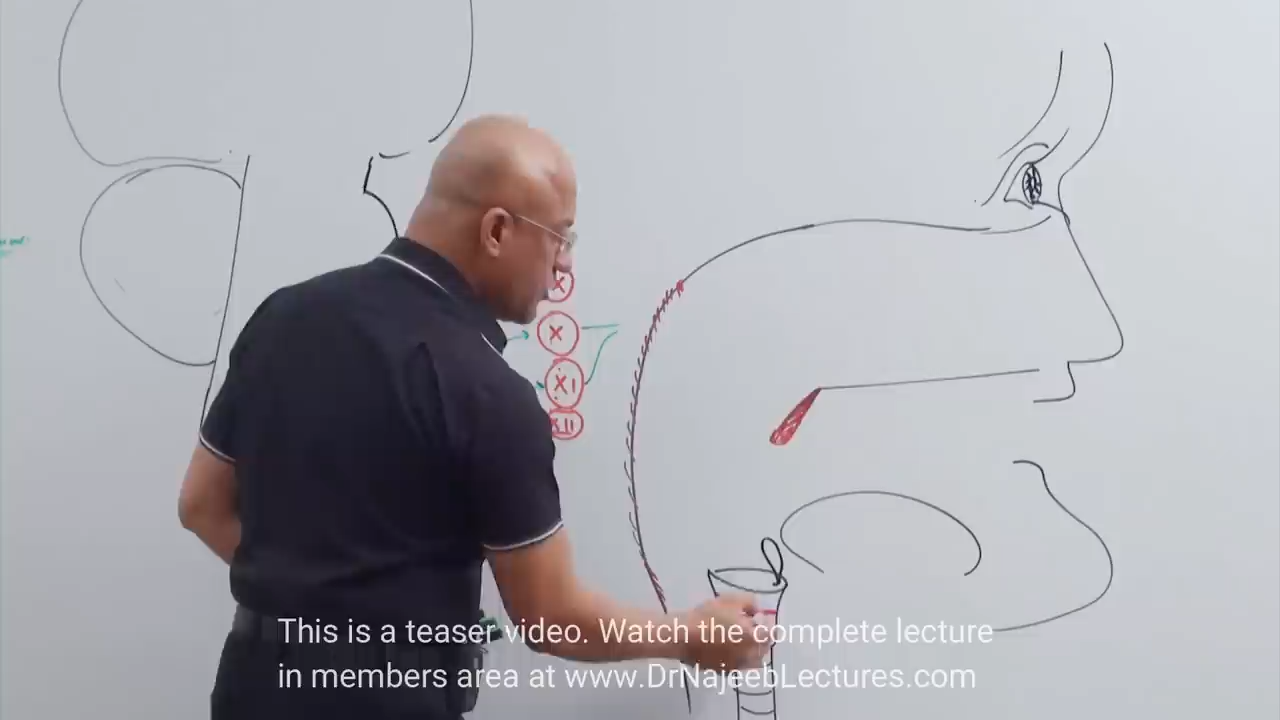 X
X
XI
XII
This is a teaser video. Watch the complete lecture
in members area at www.DrNajeebLectures.com